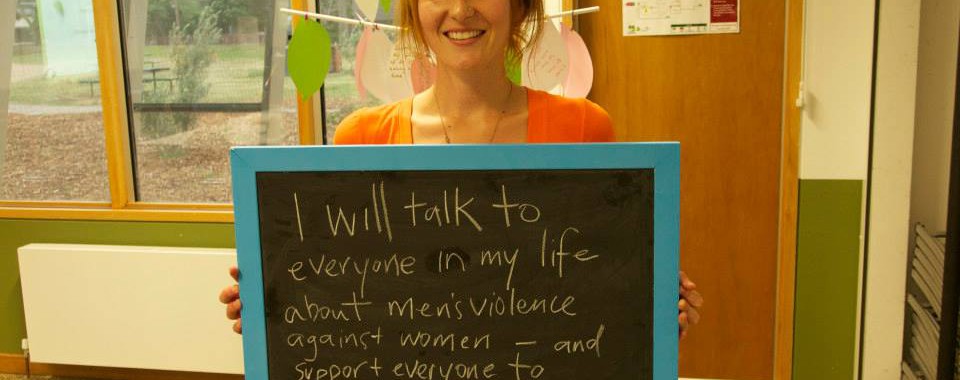 I will talk to
everyone in my life
about men's violence
against women – and
support everyone to